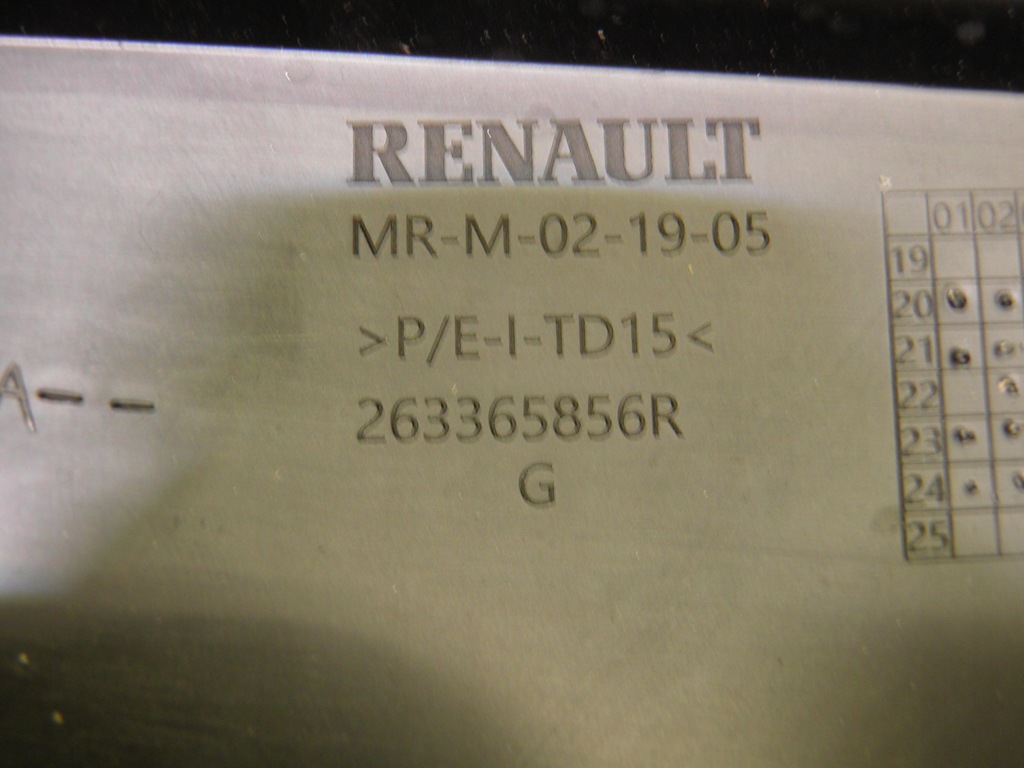 RENAULT
MR-M-02-19-05
>P/E-I-TD15<
263365856R
G
A--
01 02
19
20
21
22
23
24
25